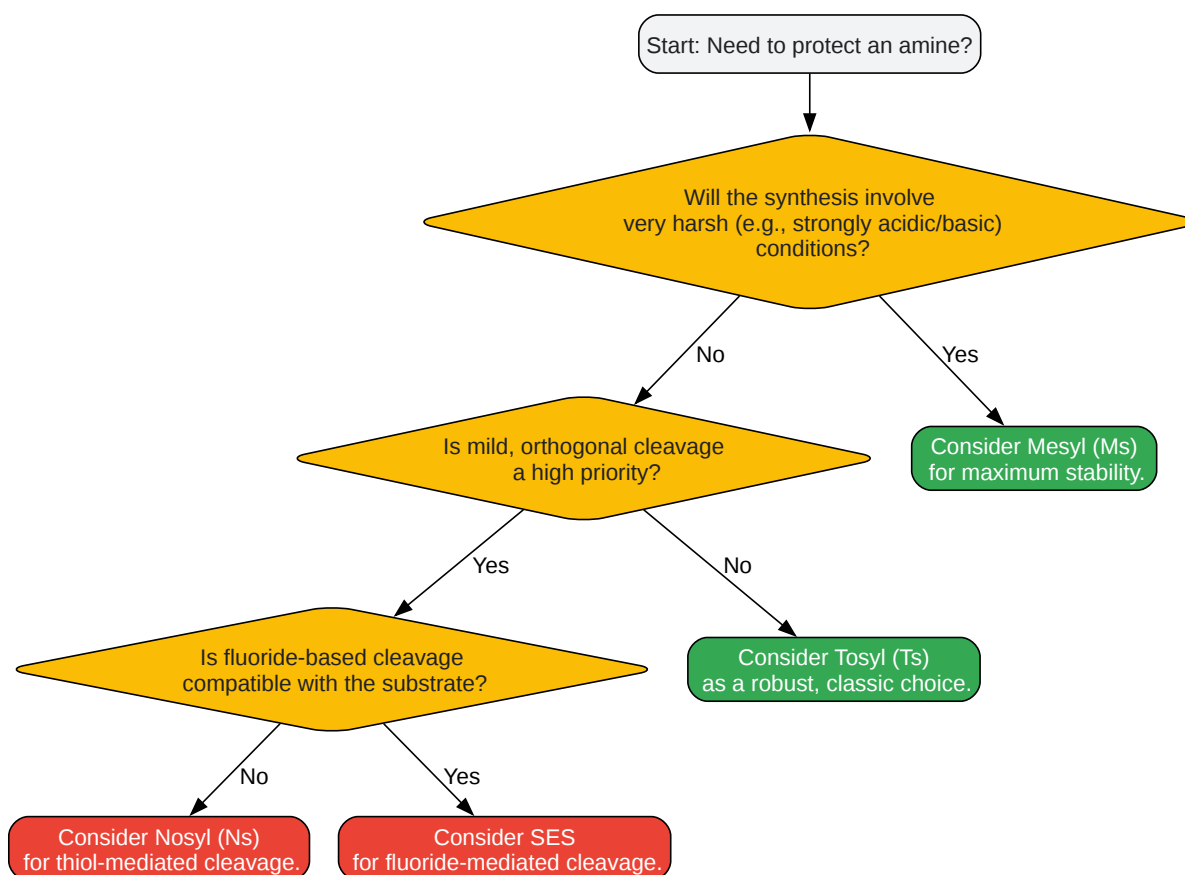 Start: Need to protect an amine?
Will the synthesis involve
very harsh (e.g., strongly acidic/basic)
conditions?
No
Yes
Is mild, orthogonal cleavage
a high priority?
Consider Mesyl (Ms)
for maximum stability.
Yes
No
Is fluoride-based cleavage
compatible with the substrate?
Consider Tosyl (Ts)
as a robust, classic choice.
No
Yes
Consider Nosyl (Ns)
for thiol-mediated cleavage.
Consider SES
for fluoride-mediated cleavage.